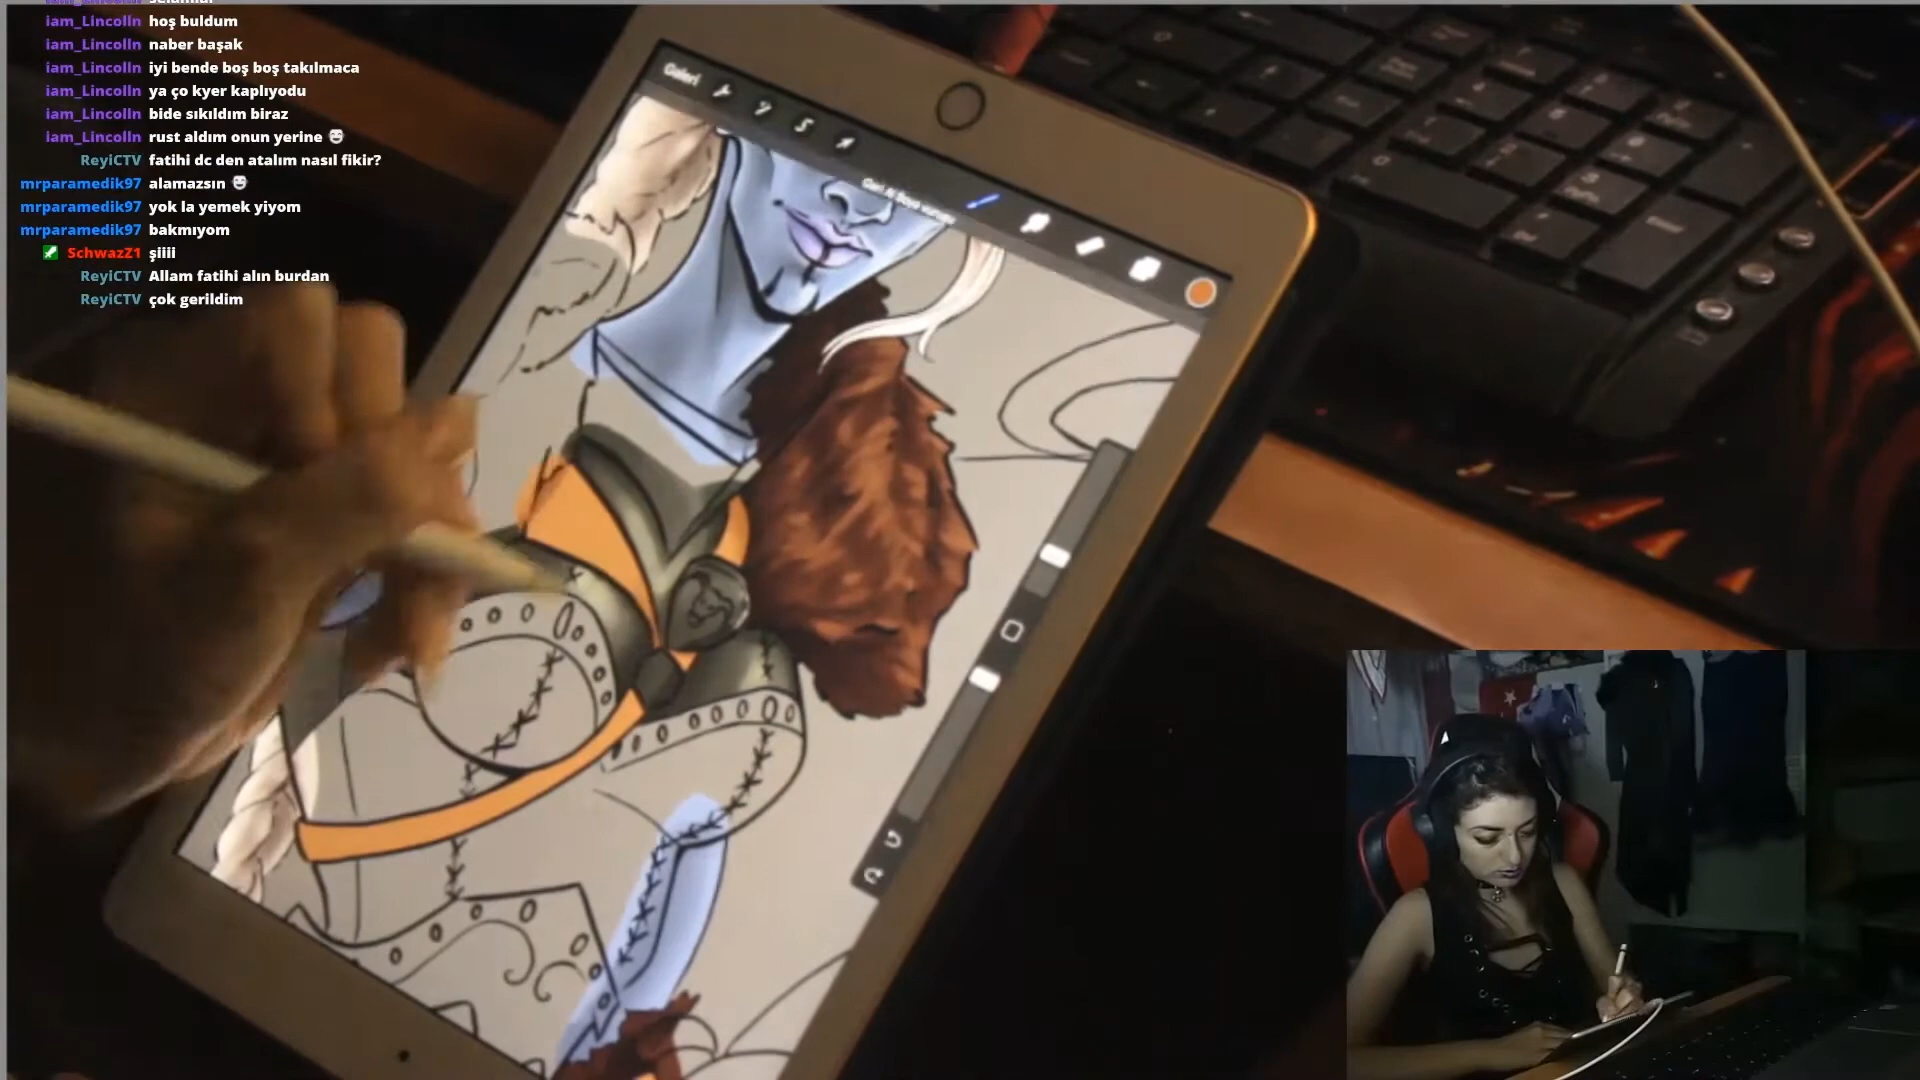 iam_Lincolln hoş buldum
iam_Lincolln naber başak
iam_Lincolln iyi bende boş boş takılmaca
iam_Lincolln ya ço kyer kaplıyodu
iam_Lincolln bide sıkıldım biraz
iam_Lincolln rust aldım onun yerine
ReyiCTV fatihi dc den atalım nasıl fikir?
mrparamedik97 alamazsın
mrparamedik97 yok la yemek yiyom
mrparamedik97 bakmıyom
SchwazZ1 şiiii
ReyiCTV Allam fatihi alın burdan
ReyiCTV çok gerildim
Galeri